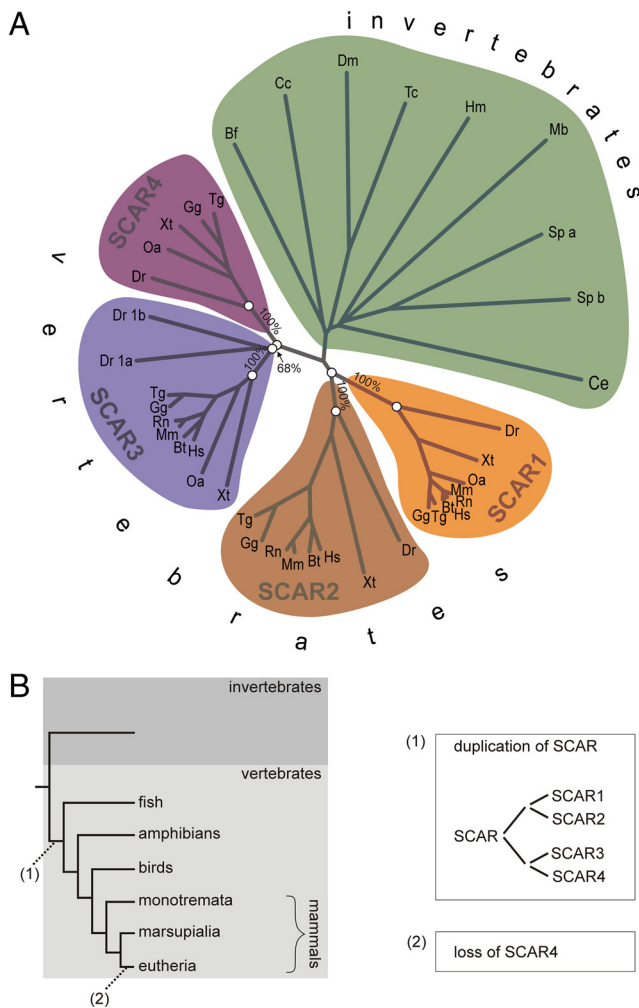 A
invertebrates
Dm
Cc
Tc
Hm
Bf
Mb
SCAR4
Tg
Gg
Xt
Oa
Dr
Sp a
Sp b
Ce
vertebrates
100%
Dr 1b
100%
68%
Dr 1a
SCAR3
Tg
Gg
Rn
Mm
Bt
Hs
Oa
Xt
100%
100%
Dr
Xt
SCAR1
Oa
Mm
Rn
Bt
Hs
Gg
Tg
Tg
Gg
Rn
Mm
Bt
Hs
Dr
Xt
SCAR2
B
invertebrates
vertebrates
fish
amphibians
birds
monotremata
marsupialia
eutheria
mammals
(1)
(2)
(1)
duplication of SCAR
SCAR
SCAR1
SCAR2
SCAR3
SCAR4
(2)
loss of SCAR4